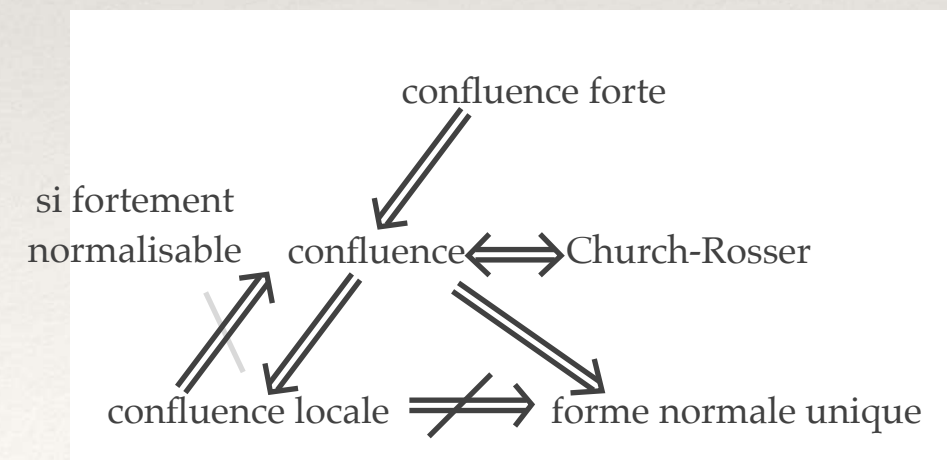 confluence forte
si fortement
normalisable
confluence
Church-Rosser
confluence locale
forme normale unique